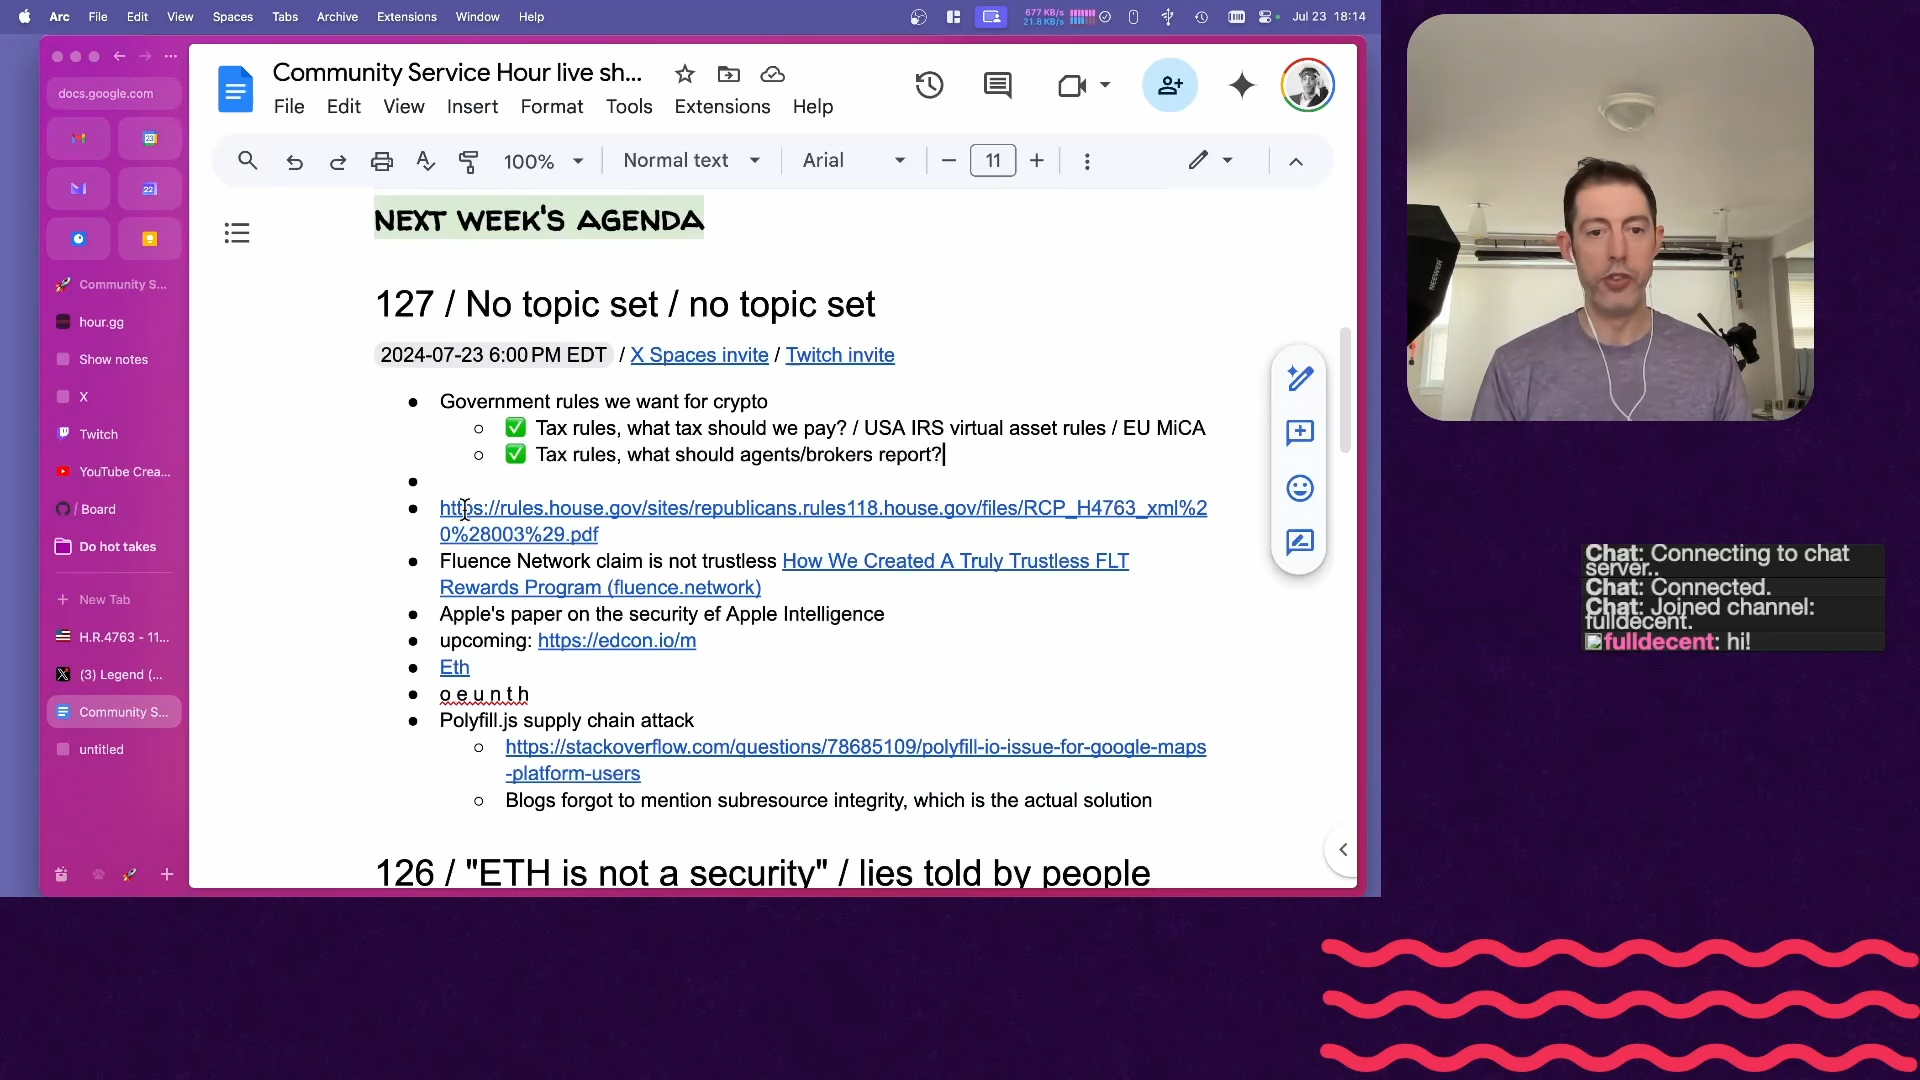 Arc File Edit View Spaces Tabs Archive Extensions Window Help
677 KB/s
21.8 KB/s
Jul 23 18:14
docs.google.com
23
22
Community S...
hour.gg
Show notes
X
Twitch
YouTube Crea...
/ Board
Do hot takes
+ New Tab
H.R.4763 - 11...
(3) Legend (...
Community S...
untitled
Community Service Hour live sh...
File Edit View Insert Format Tools Extensions Help
100% Normal text Arial 11
NEXT WEEK'S AGENDA
127 / No topic set / no topic set
2024-07-23 6:00 PM EDT / X Spaces invite / Twitch invite
● Government rules we want for crypto
○ ✅ Tax rules, what tax should we pay? / USA IRS virtual asset rules / EU MiCA
○ ✅ Tax rules, what should agents/brokers report?
●
● https://rules.house.gov/sites/republicans.rules118.house.gov/files/RCP_H4763_xml%2
0%28003%29.pdf
● Fluence Network claim is not trustless How We Created A Truly Trustless FLT
Rewards Program (fluence.network)
● Apple's paper on the security ef Apple Intelligence
● upcoming: https://edcon.io/m
● Eth
● o e u n t h
● Polyfill.js supply chain attack
○ https://stackoverflow.com/questions/78685109/polyfill-io-issue-for-google-maps
-platform-users
○ Blogs forgot to mention subresource integrity, which is the actual solution
126 / "ETH is not a security" / lies told by people
NEEWER
Chat: Connecting to chat
server..
Chat: Connected.
Chat: Joined channel:
fulldecent.
fulldecent: hi!